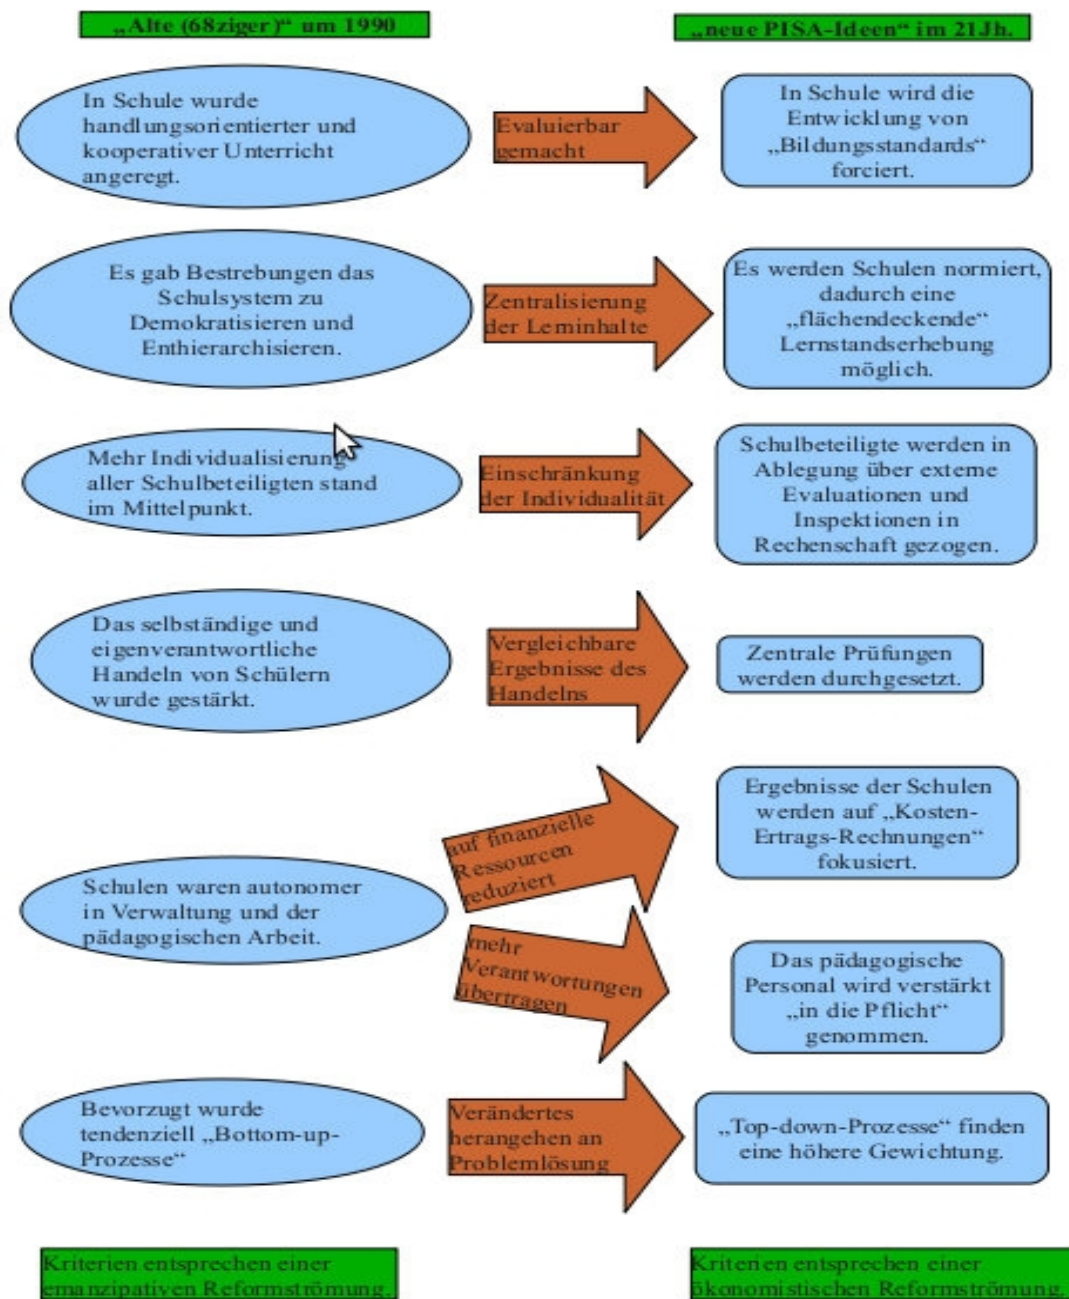 „Alte (68ziger)“ um 1990
„neue PISA-Ideen“ im 21Jh.
In Schule wurde
handlungsorientierter und
kooperativer Unterricht
angeregt.
Evaluierbar
gemacht
In Schule wird die
Entwicklung von
„Bildungsstandards“
forciert.
Es gab Bestrebungen das
Schulsystem zu
Demokratisieren und
Enthierarchisieren.
Zentralisierung
der Lerninhalte
Es werden Schulen normiert,
dadurch eine
„flächendeckende“
Lernstandserhebung
möglich.
Mehr Individualisierung
aller Schulbeteiligten stand
im Mittelpunkt.
Einschränkung
der Individualität
Schulbeteiligte werden in
Ablegung über externe
Evaluationen und
Inspektionen in
Rechenschaft gezogen.
Das selbständige und
eigenverantwortliche
Handeln von Schülern
wurde gestärkt.
Vergleichbare
Ergebnisse des
Handelns
Zentrale Prüfungen
werden durchgesetzt.
Schulen waren autonomer
in Verwaltung und der
pädagogischen Arbeit.
auf finanzielle
Ressourcen
reduziert
Ergebnisse der Schulen
werden auf „Kosten-
Ertrags-Rechnungen“
fokusiert.
mehr
Verantwortungen
übertragen
Das pädagogische
Personal wird verstärkt
„in die Pflicht“
genommen.
Bevorzugt wurde
tendenziell „Bottom-up-
Prozesse“
Verändertes
herangehen an
Problemlösung
„Top-down-Prozesse“ finden
eine höhere Gewichtung.
Kriterien entsprechen einer
emanzipativen Reformströmung.
Kriterien entsprechen einer
ökonomistischen Reformströmung.